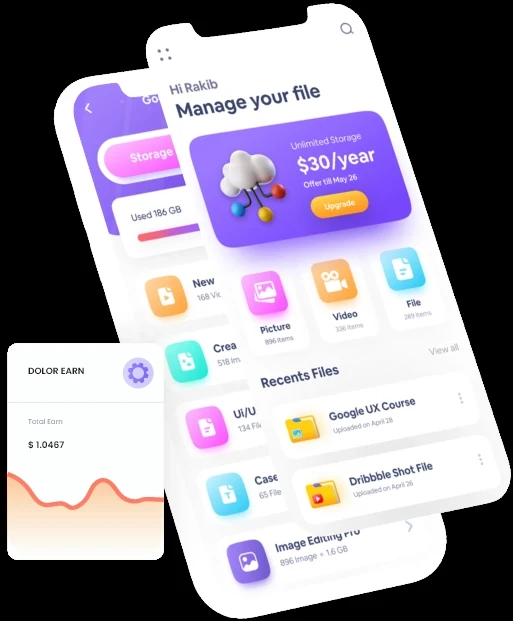 Hi Rakib
Manage your file
Unlimited Storage
$30/year
Offer till May 26
Upgrade
Picture
896 Items
Video
336 Items
File
289 Items
Recents Files
View all
Google UX Course
Uploaded on April 28
Dribbble Shot File
Uploaded on April 26
Go
Storage
Used 186 GB
New
168 Vi
Crea
518 Im
Ui/U
134 Fil
Case
65 File
Image Editing Pro
896 Image • 1.6 GB
DOLOR EARN
Total Earn
$ 1.0467